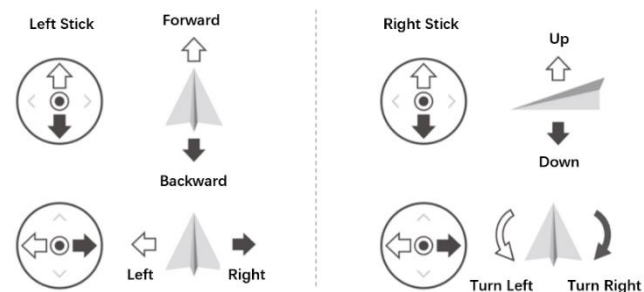 Left Stick
Forward
Backward
Left
Right
Right Stick
Up
Down
Turn Left
Turn Right